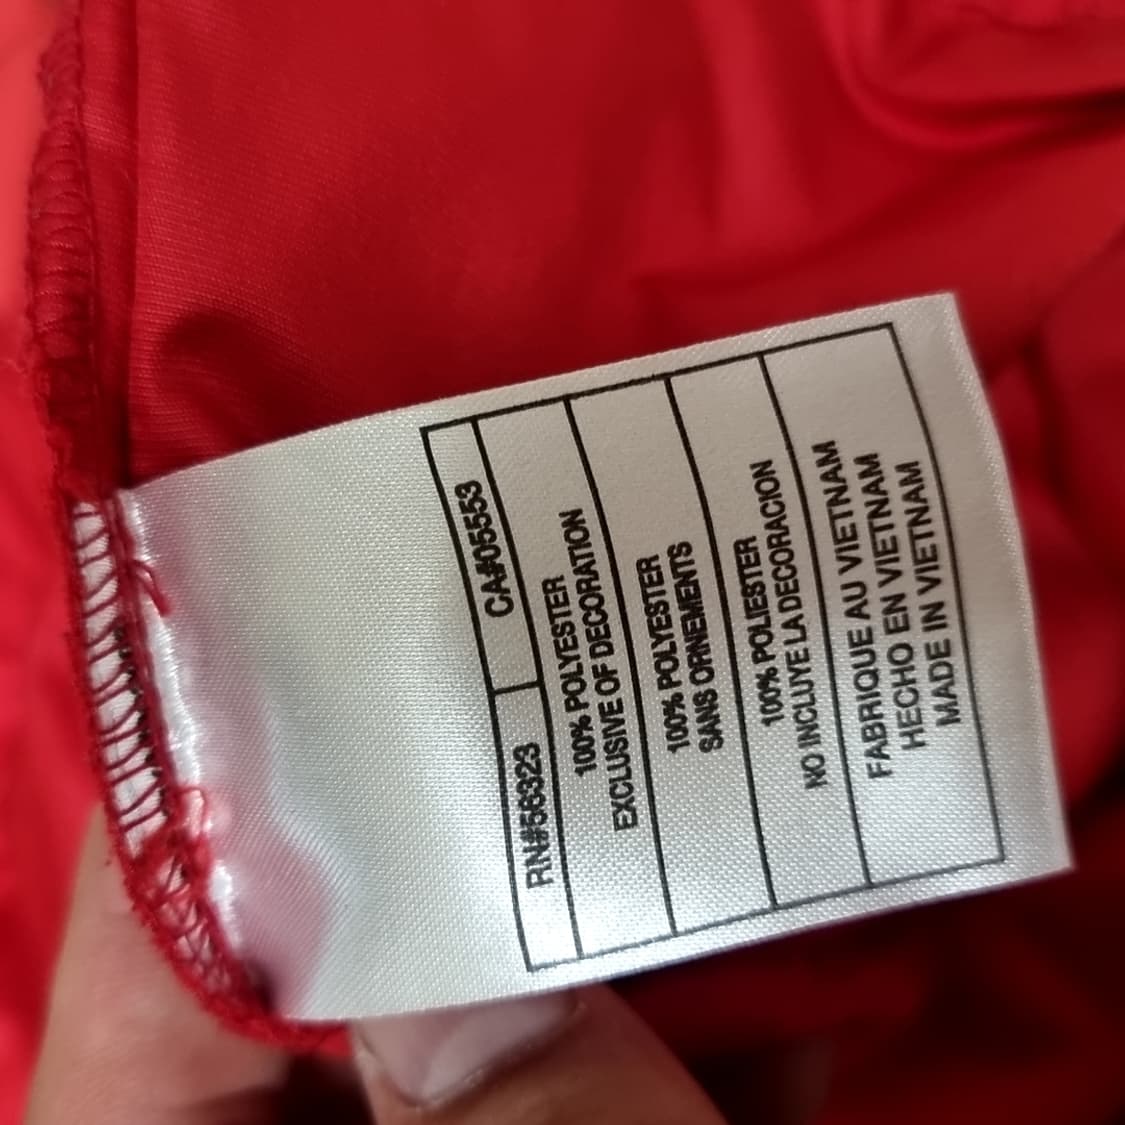 RN#56323 CA#05553
100% POLYESTER
EXCLUSIVE OF DECORATION
100% POLYESTER
SANS ORNEMENTS
100% POLIESTER
NO INCLUYE LA DECORACION
FABRIQUE AU VIETNAM
HECHO EN VIETNAM
MADE IN VIETNAM